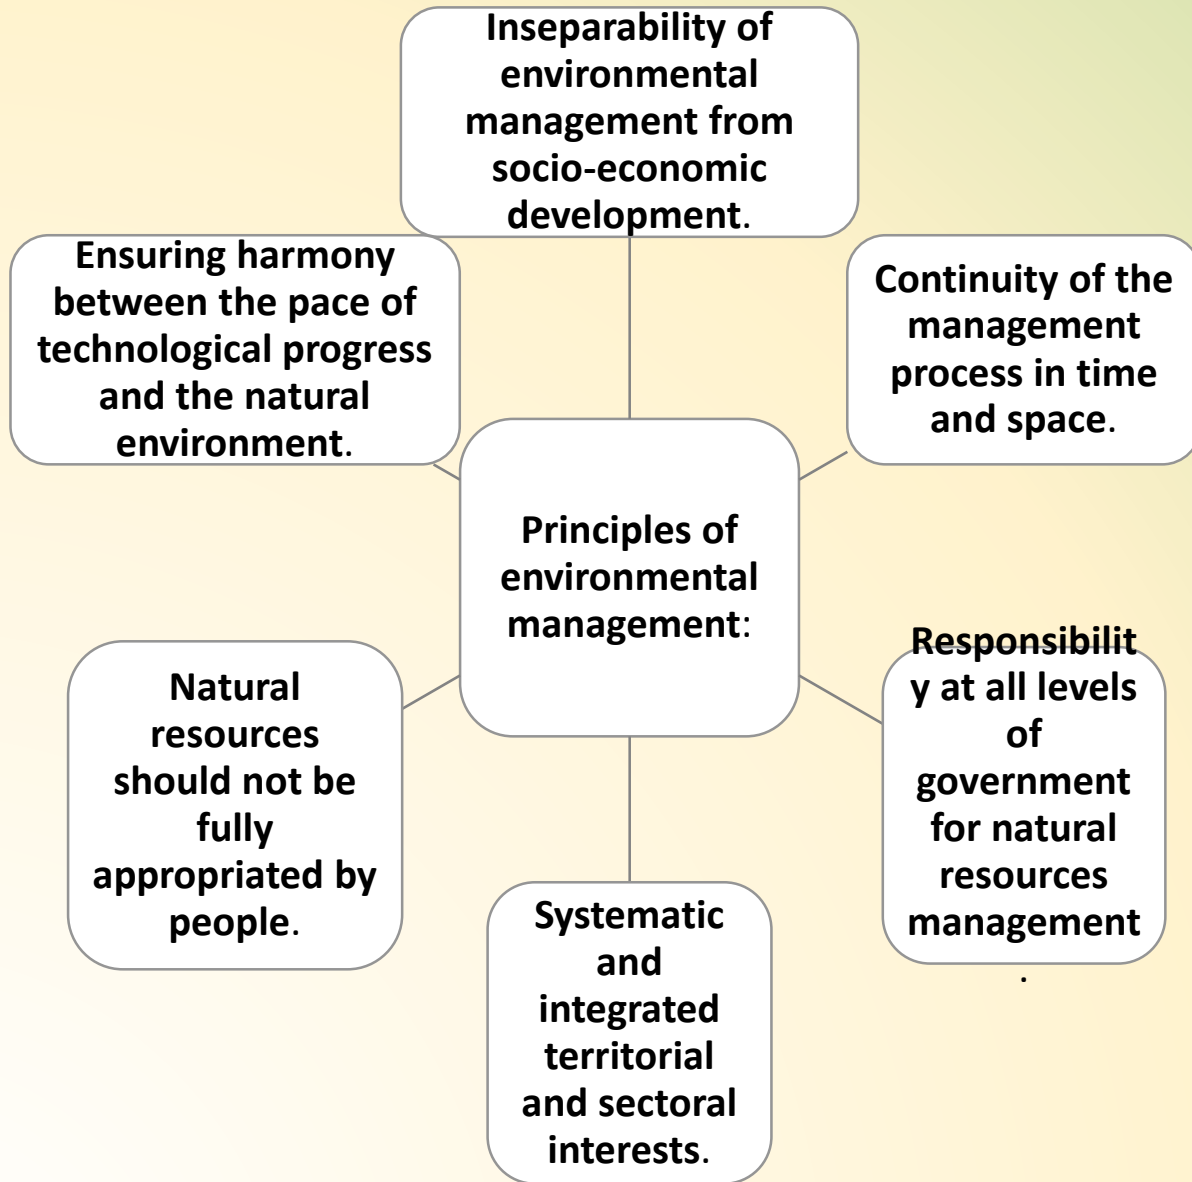 Inseparability of
environmental
management from
socio-economic
development.
Ensuring harmony
between the pace of
technological progress
and the natural
environment.
Continuity of the
management
process in time
and space.
Principles of
environmental
management:
Natural
resources
should not be
fully
appropriated by
people.
Responsibilit
y at all levels
of
government
for natural
resources
management
.
Systematic
and
integrated
territorial
and sectoral
interests.